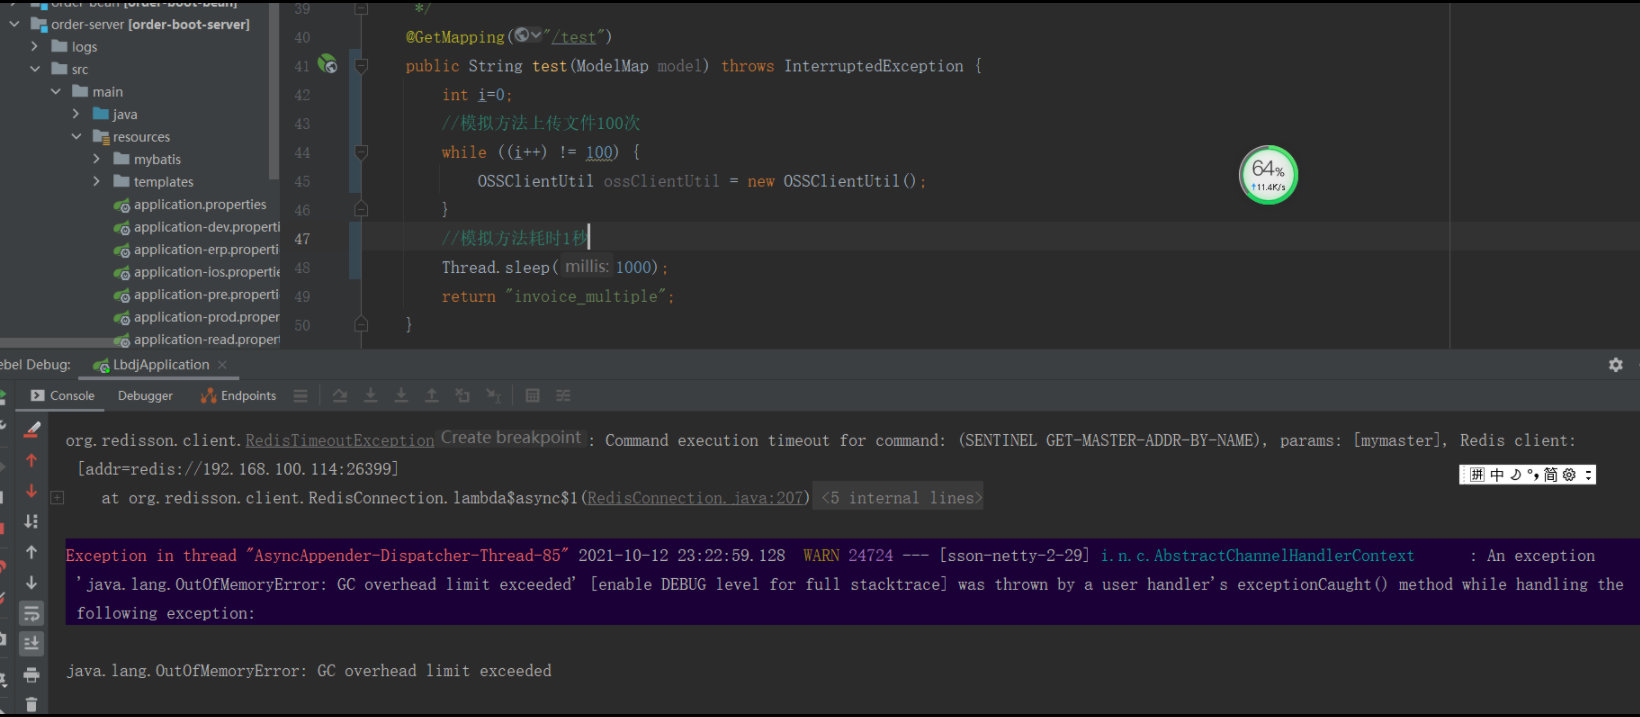 order-bean [order-boot-bean]
order-server [order-boot-server]
logs
src
main
java
resources
mybatis
templates
application.properties
application-dev.properti
application-erp.properti
application-ios.propertie
application-pre.properti
application-prod.proper
application-read.propert
39 */
40 @GetMapping("/test")
41 public String test(ModelMap model) throws InterruptedException {
42 int i=0;
43 //模拟方法上传文件100次
44 while ((i++) != 100) {
45 OSSClientUtil ossClientUtil = new OSSClientUtil();
46 }
47 //模拟方法耗时1秒
48 Thread.sleep( millis: 1000);
49 return "invoice_multiple";
50 }
64%
↑11.4K/s
ebel Debug: LbdjApplication ×
Console Debugger Endpoints
org.redisson.client.RedisTimeoutException Create breakpoint : Command execution timeout for command: (SENTINEL GET-MASTER-ADDR-BY-NAME), params: [mymaster], Redis client:
[addr=redis://192.168.100.114:26399]
at org.redisson.client.RedisConnection.lambda$async$1(RedisConnection.java:207) <5 internal lines>
拼 中 简
Exception in thread "AsyncAppender-Dispatcher-Thread-85" 2021-10-12 23:22:59.128 WARN 24724 --- [sson-netty-2-29] i.n.c.AbstractChannelHandlerContext : An exception
'java.lang.OutOfMemoryError: GC overhead limit exceeded' [enable DEBUG level for full stacktrace] was thrown by a user handler's exceptionCaught() method while handling the
following exception:
java.lang.OutOfMemoryError: GC overhead limit exceeded